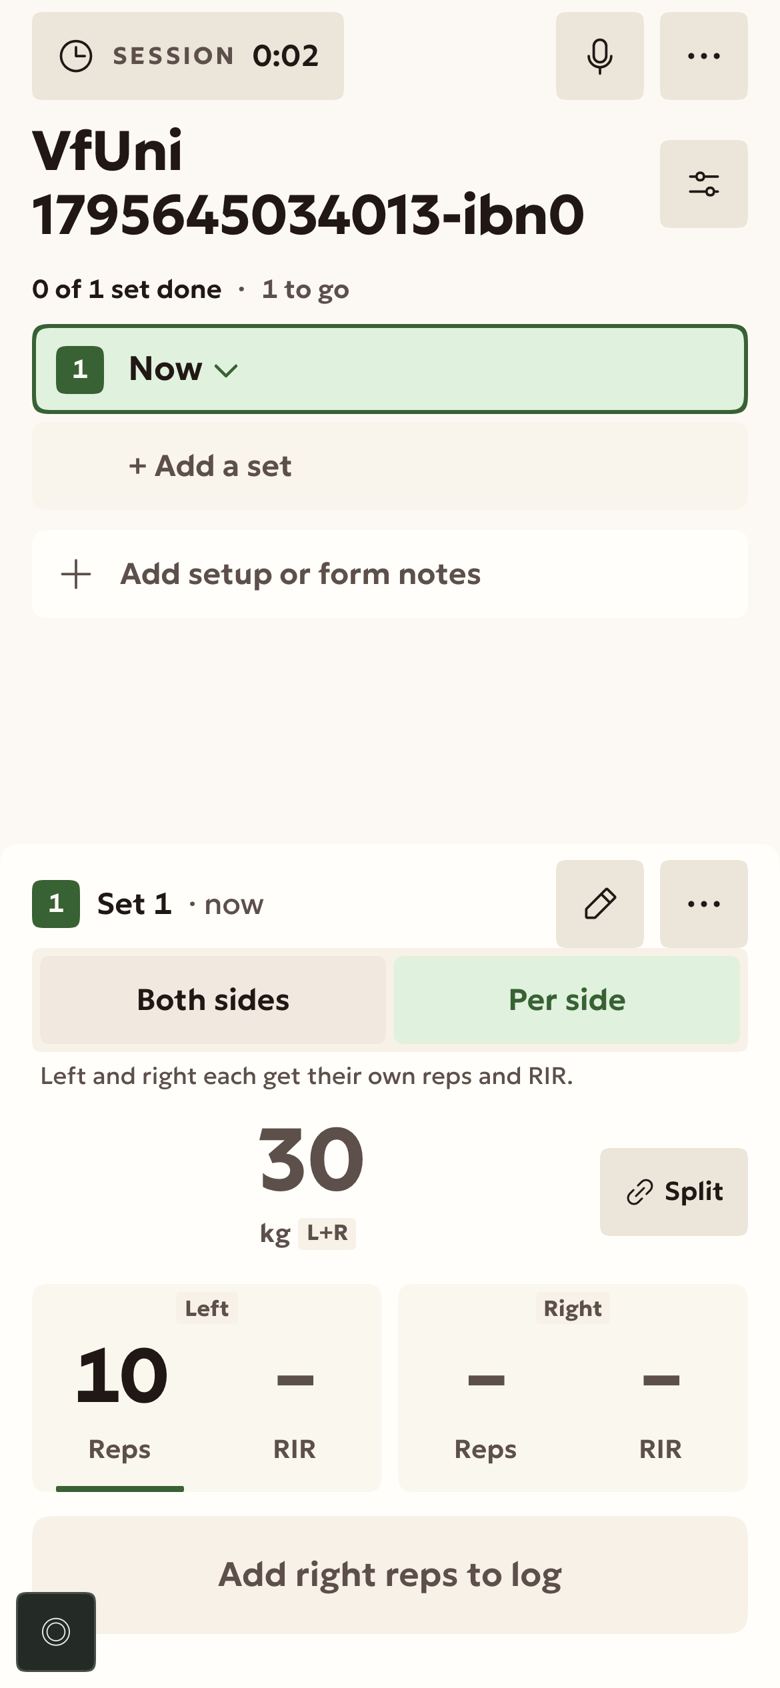 SESSION 0:02
VfUni
1795645034013-ibn0
0 of 1 set done · 1 to go
1 Now
+ Add a set
Add setup or form notes
1 Set 1 · now
Both sides Per side
Left and right each get their own reps and RIR.
30
kg L+R
Split
Left Right
10 – – –
Reps RIR Reps RIR
Add right reps to log